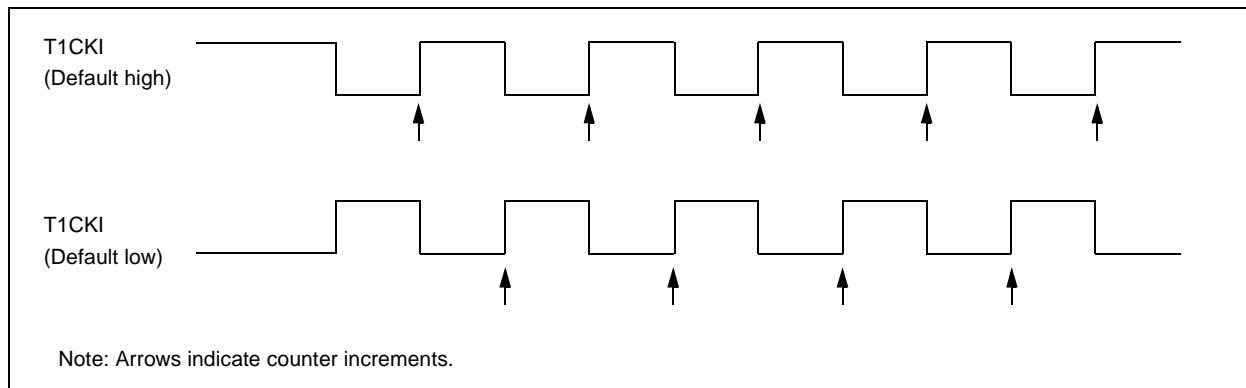 T1CKI
(Default high)
T1CKI
(Default low)
Note: Arrows indicate counter increments.